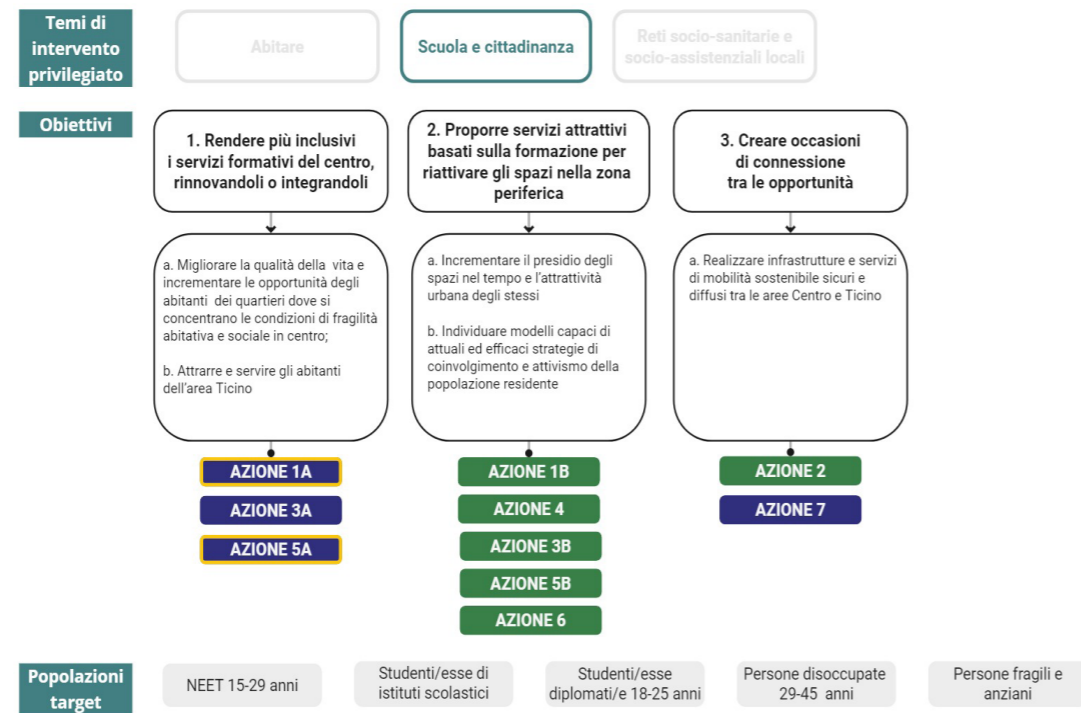 Temi di
intervento
privilegiato
Abitare
Scuola e cittadinanza
Reti socio-sanitarie e
socio-assistenziali locali
Obiettivi
1. Rendere più inclusivi
i servizi formativi del centro,
rinnovandoli o integrandoli
2. Proporre servizi attrattivi
basati sulla formazione per
riattivare gli spazi nella zona
periferica
3. Creare occasioni
di connessione
tra le opportunità
a. Migliorare la qualità della vita e
incrementare le opportunità degli
abitanti dei quartieri dove si
concentrano le condizioni di fragilità
abitativa e sociale in centro;
b. Attrarre e servire gli abitanti
dell'area Ticino
a. Incrementare il presidio degli
spazi nel tempo e l'attrattività
urbana degli stessi
b. Individuare modelli capaci di
attuali ed efficaci strategie di
coinvolgimento e attivismo della
popolazione residente
a. Realizzare infrastrutture e servizi
di mobilità sostenibile sicuri e
diffusi tra le aree Centro e Ticino
AZIONE 1A
AZIONE 3A
AZIONE 5A
AZIONE 1B
AZIONE 4
AZIONE 3B
AZIONE 5B
AZIONE 6
AZIONE 2
AZIONE 7
Popolazioni
target
NEET 15-29 anni
Studenti/esse di
istituti scolastici
Studenti/esse
diplomati/e 18-25 anni
Persone disoccupate
29-45 anni
Persone fragili e
anziani